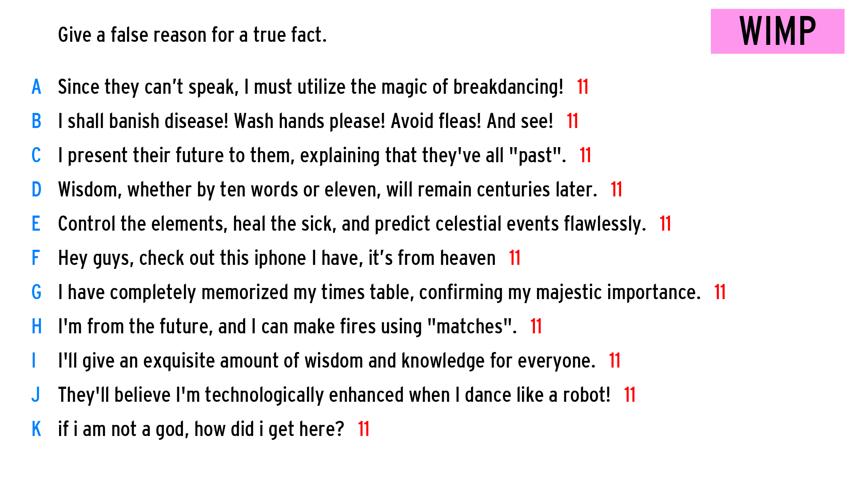 Give a false reason for a true fact.
WIMP
A Since they can't speak, I must utilize the magic of breakdancing! 11
B I shall banish disease! Wash hands please! Avoid fleas! And see! 11
C I present their future to them, explaining that they've all "past". 11
D Wisdom, whether by ten words or eleven, will remain centuries later. 11
E Control the elements, heal the sick, and predict celestial events flawlessly. 11
F Hey guys, check out this iphone I have, it’s from heaven 11
G I have completely memorized my times table, confirming my majestic importance. 11
H I'm from the future, and I can make fires using "matches". 11
I I'll give an exquisite amount of wisdom and knowledge for everyone. 11
J They'll believe I'm technologically enhanced when I dance like a robot! 11
K if i am not a god, how did i get here? 11